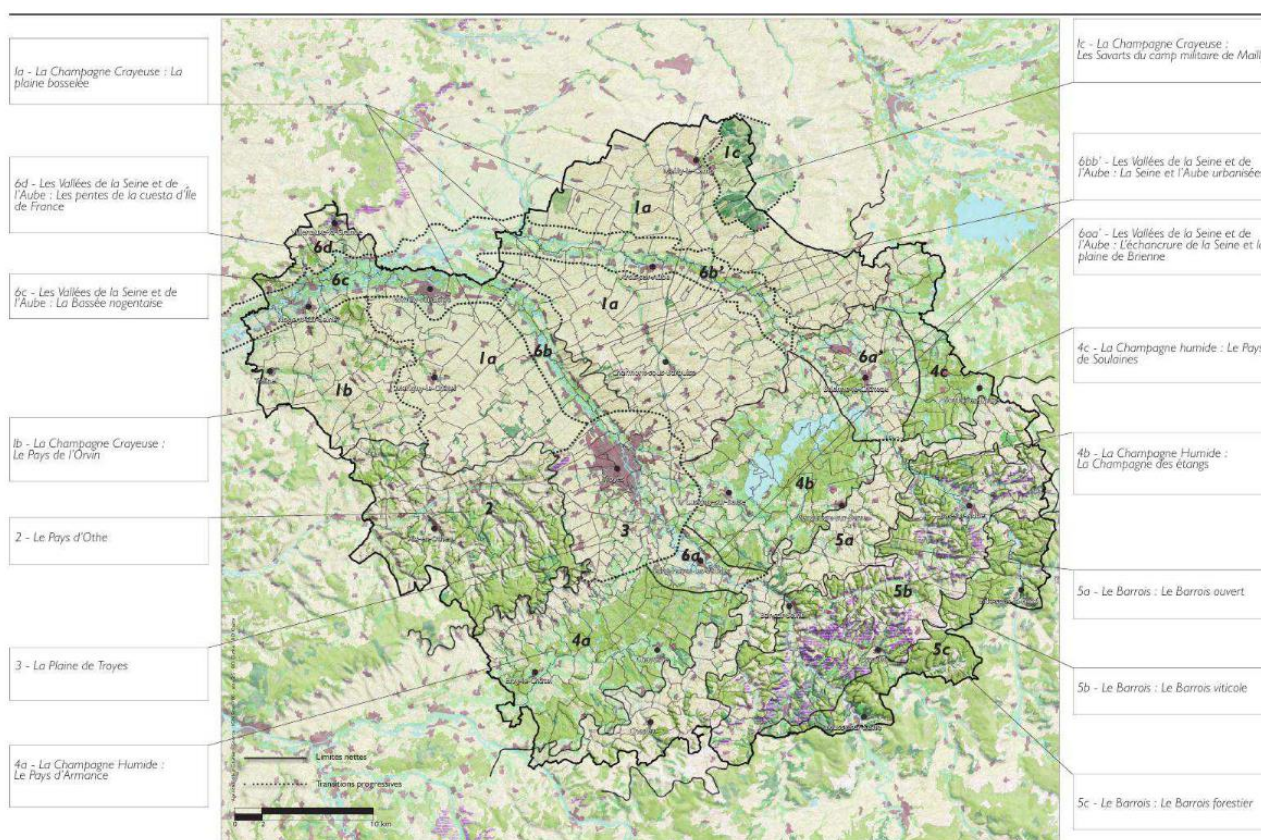 1a - La Champagne Crayeuse : La
plaine bosselée
6d - Les Vallées de la Seine et de
l'Aube : Les pentes de la cuesta d'Île
de France
6c - Les Vallées de la Seine et de
l'Aube : La Bassée nogentaise
1b - La Champagne Crayeuse :
Le Pays de l'Orvin
2 - Le Pays d'Othe
3 - La Plaine de Troyes
4a - La Champagne Humide :
Le Pays d'Armance
1c
1a
6d
6c
6b'
1a
1a
6b
6a'
4c
1b
4b
2
3
5a
6a
5b
4a
5c
Troyes
Limites nettes
Transitions progressives
0
2
10 km
1c - La Champagne Crayeuse :
Les Savarts du camp militaire de Maill
6bb' - Les Vallées de la Seine et de
l'Aube : La Seine et l'Aube urbanisées
6aa' - Les Vallées de la Seine et de
l'Aube : L'échancrure de la Seine et la
plaine de Brienne
4c - La Champagne humide : Le Pays
de Soulaines
4b - La Champagne Humide :
La Champagne des étangs
5a - Le Barrois : Le Barrois ouvert
5b - Le Barrois : Le Barrois viticole
5c - Le Barrois : Le Barrois forestier